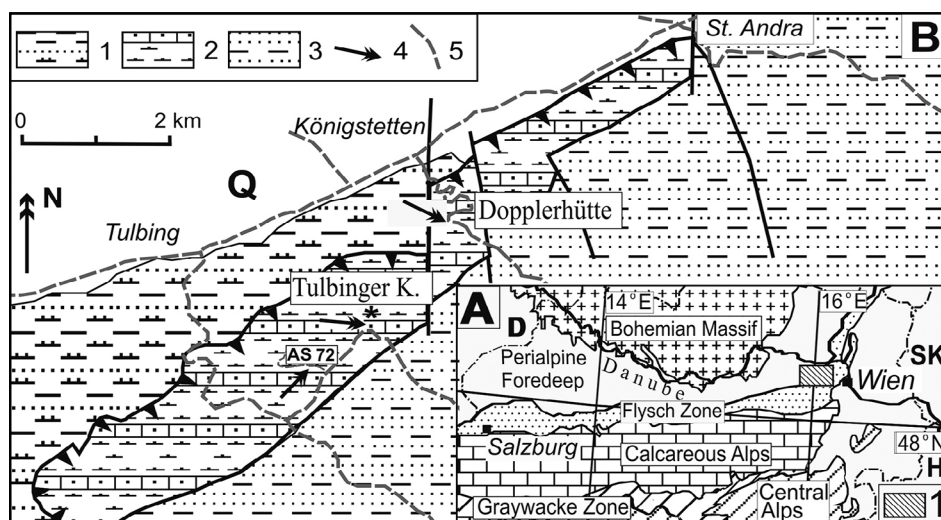 1 2 3 4 5
St. Andra
B
0 2 km
Königstetten
Q
N
Dopplerhütte
Tulbing
Tulbinger K.
*
AS 72
A
14°E
16°E
D
Bohemian Massif
SK
Perialpine
Foredeep
Danube
Wien
Flysch Zone
Salzburg
48°N
Calcareous Alps
H
Graywacke Zone
Central
Alps
1